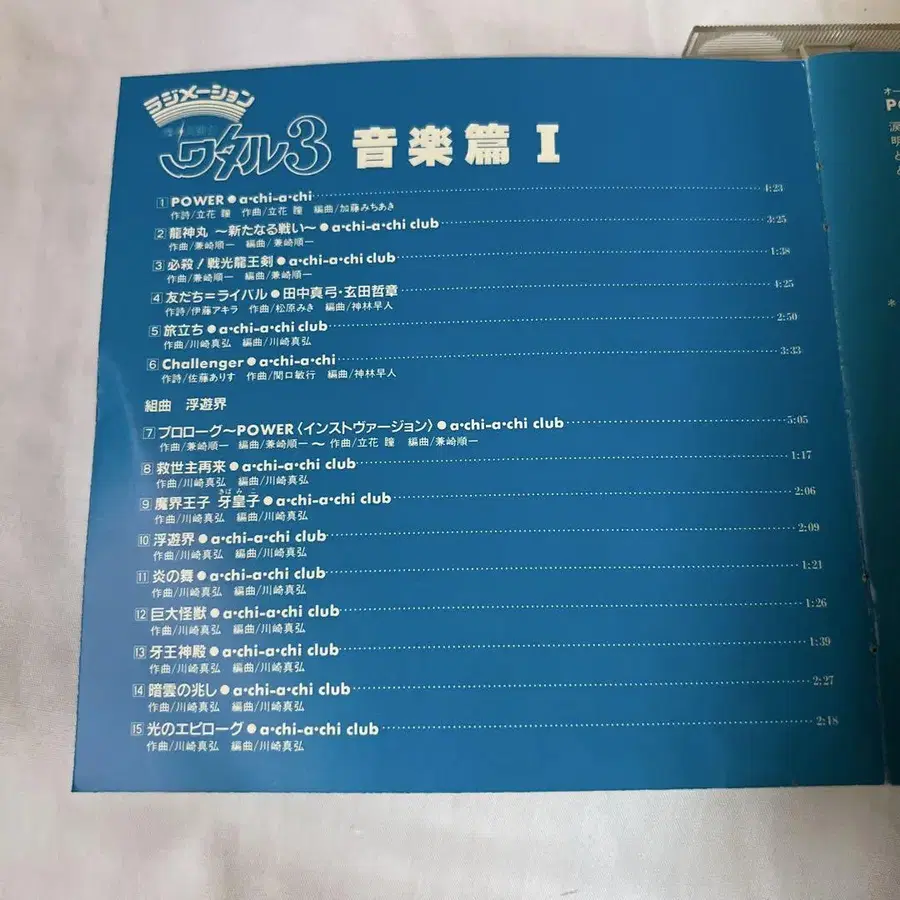 ラジメーション
ワタル3 音楽篇 I
1 POWER●a・chi-a・chi 4:23
作詩/立花 瞳 作曲/立花 瞳 編曲/加藤みちあき
2 龍神丸 〜新たなる戦い〜●a・chi-a・chi club 3:25
作曲/兼崎順一 編曲/兼崎順一
3 必殺!戦光龍王剣●a・chi-a・chi club 1:38
作曲/兼崎順一 編曲/兼崎順一
4 友だち=ライバル●田中真弓・玄田哲章 4:25
作詩/伊藤アキラ 作曲/松原みき 編曲/神林早人
5 旅立ち●a・chi-a・chi club 2:50
作曲/川崎真弘 編曲/川崎真弘
6 Challenger●a・chi-a・chi 3:33
作詩/佐藤ありす 作曲/関口敏行 編曲/神林早人
組曲 浮遊界
7 プロローグ〜POWER〈インストヴァージョン〉●a・chi-a・chi club 5:05
作曲/兼崎順一 編曲/兼崎順一〜作曲/立花 瞳 編曲/兼崎順一
8 救世主再来●a・chi-a・chi club 1:17
作曲/川崎真弘 編曲/川崎真弘
きばみこ
9 魔界王子 牙皇子●a・chi-a・chi club 2:06
作曲/川崎真弘 編曲/川崎真弘
10 浮遊界●a・chi-a・chi club 2:09
作曲/川崎真弘 編曲/川崎真弘
11 炎の舞●a・chi-a・chi club 1:21
作曲/川崎真弘 編曲/川崎真弘
12 巨大怪獣●a・chi-a・chi club 1:26
作曲/川崎真弘 編曲/川崎真弘
13 牙王神殿●a・chi-a・chi club 1:39
作曲/川崎真弘 編曲/川崎真弘
14 暗雲の兆し●a・chi-a・chi club 2:27
作曲/川崎真弘 編曲/川崎真弘
15 光のエピローグ●a・chi-a・chi club 2:18
作曲/川崎真弘 編曲/川崎真弘
オー
PO
涙
明
と
*